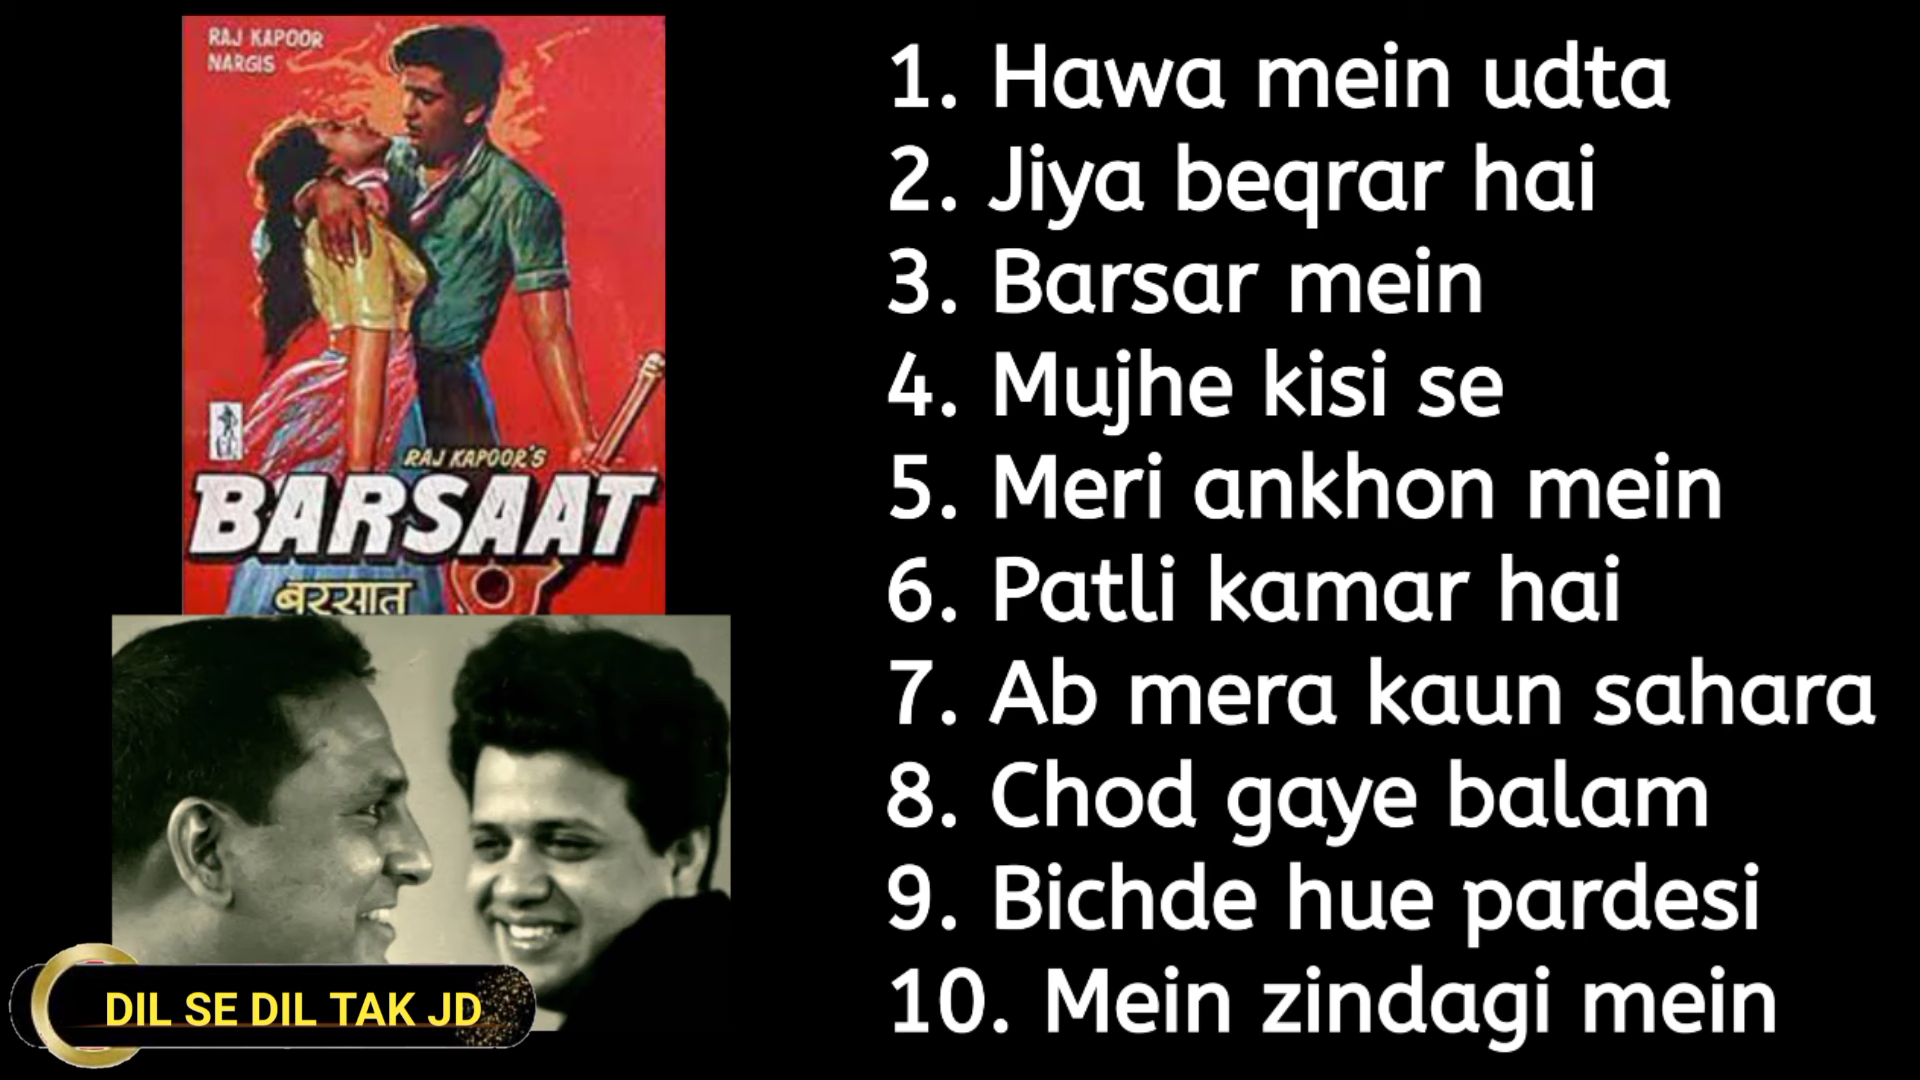 RAJ KAPOOR
NARGIS
RAJ KAPOOR'S
BARSAAT
बरसात
DIL SE DIL TAK JD
1. Hawa mein udta
2. Jiya beqrar hai
3. Barsar mein
4. Mujhe kisi se
5. Meri ankhon mein
6. Patli kamar hai
7. Ab mera kaun sahara
8. Chod gaye balam
9. Bichde hue pardesi
10. Mein zindagi mein